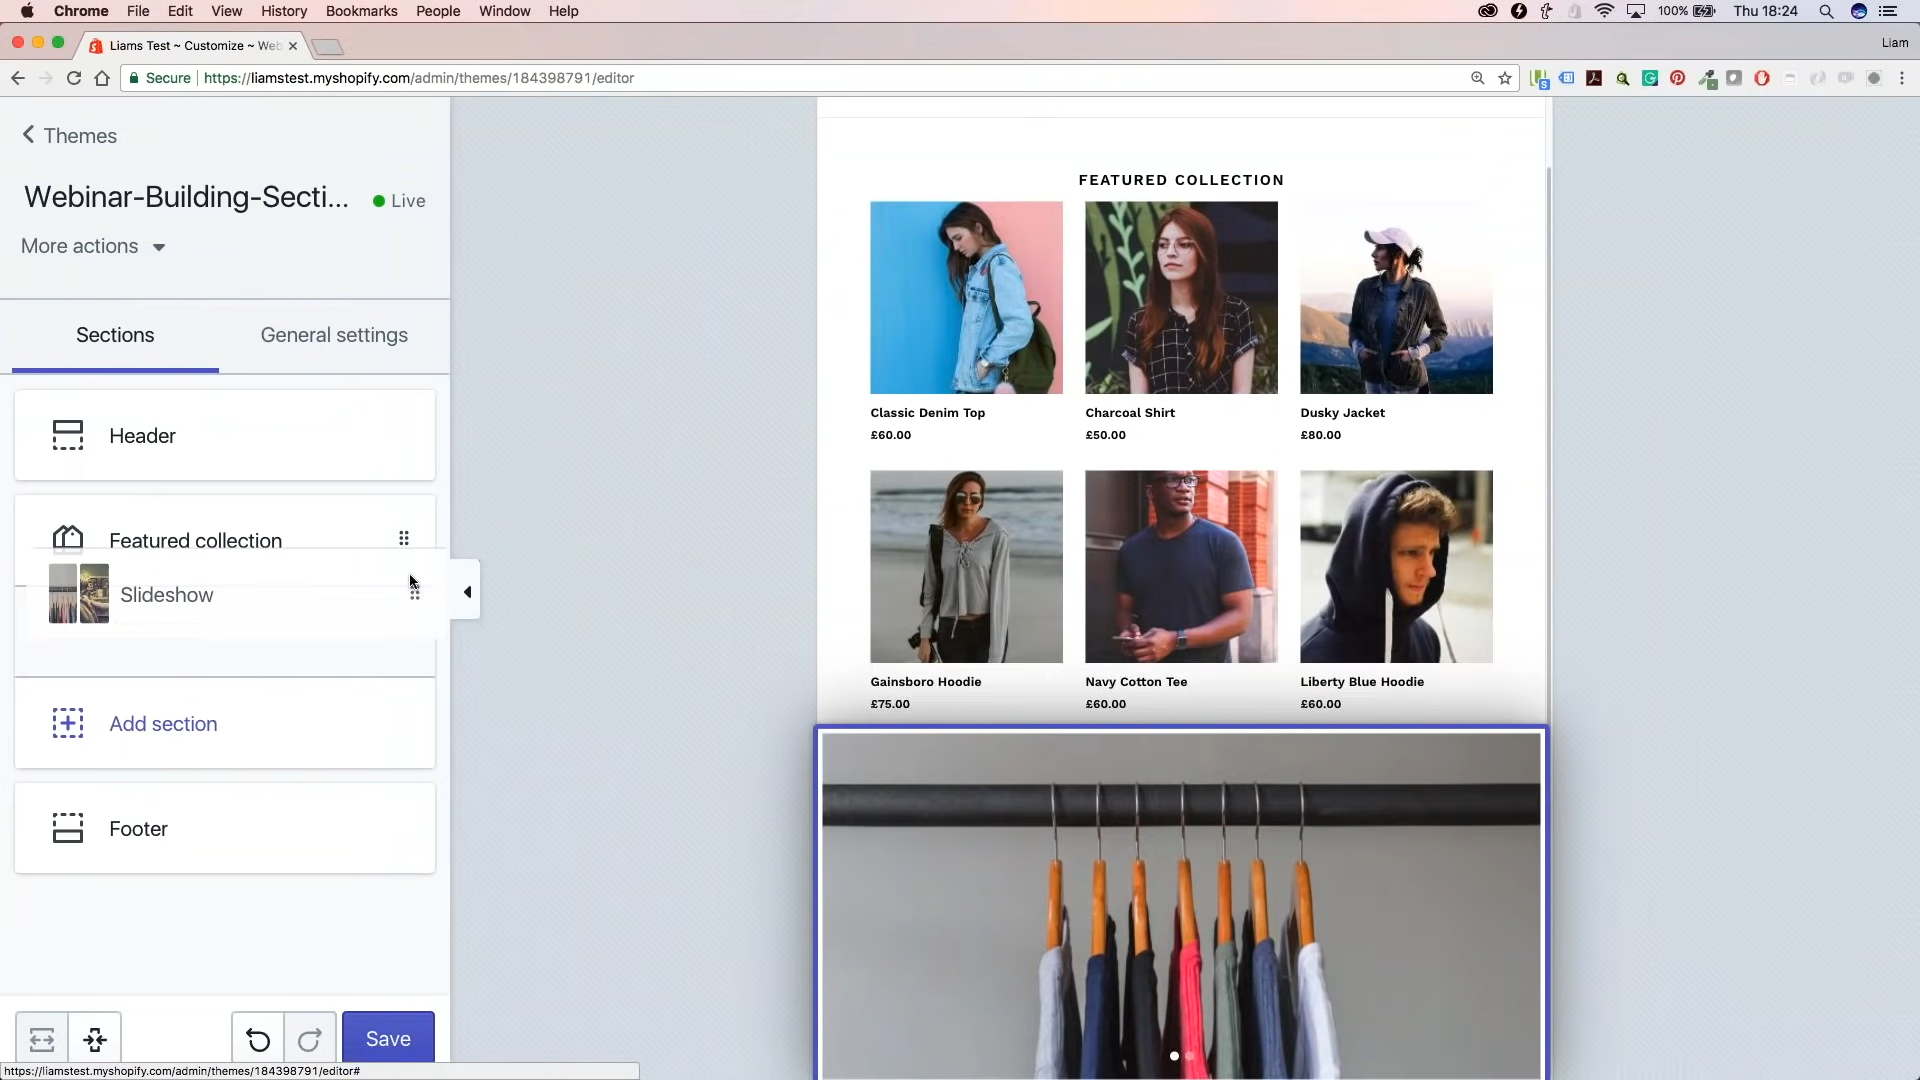 Chrome File Edit View History Bookmarks People Window Help 100% Thu 18:24
Liams Test ~ Customize ~ Web Liam
Secure https://liamstest.myshopify.com/admin/themes/184398791/editor
Themes
Webinar-Building-Secti... Live
More actions
Sections General settings
Header
Featured collection
Slideshow
Add section
Footer
Save
https://liamstest.myshopify.com/admin/themes/184398791/editor#
FEATURED COLLECTION
Classic Denim Top Charcoal Shirt Dusky Jacket
£60.00 £50.00 £80.00
Gainsboro Hoodie Navy Cotton Tee Liberty Blue Hoodie
£75.00 £60.00 £60.00